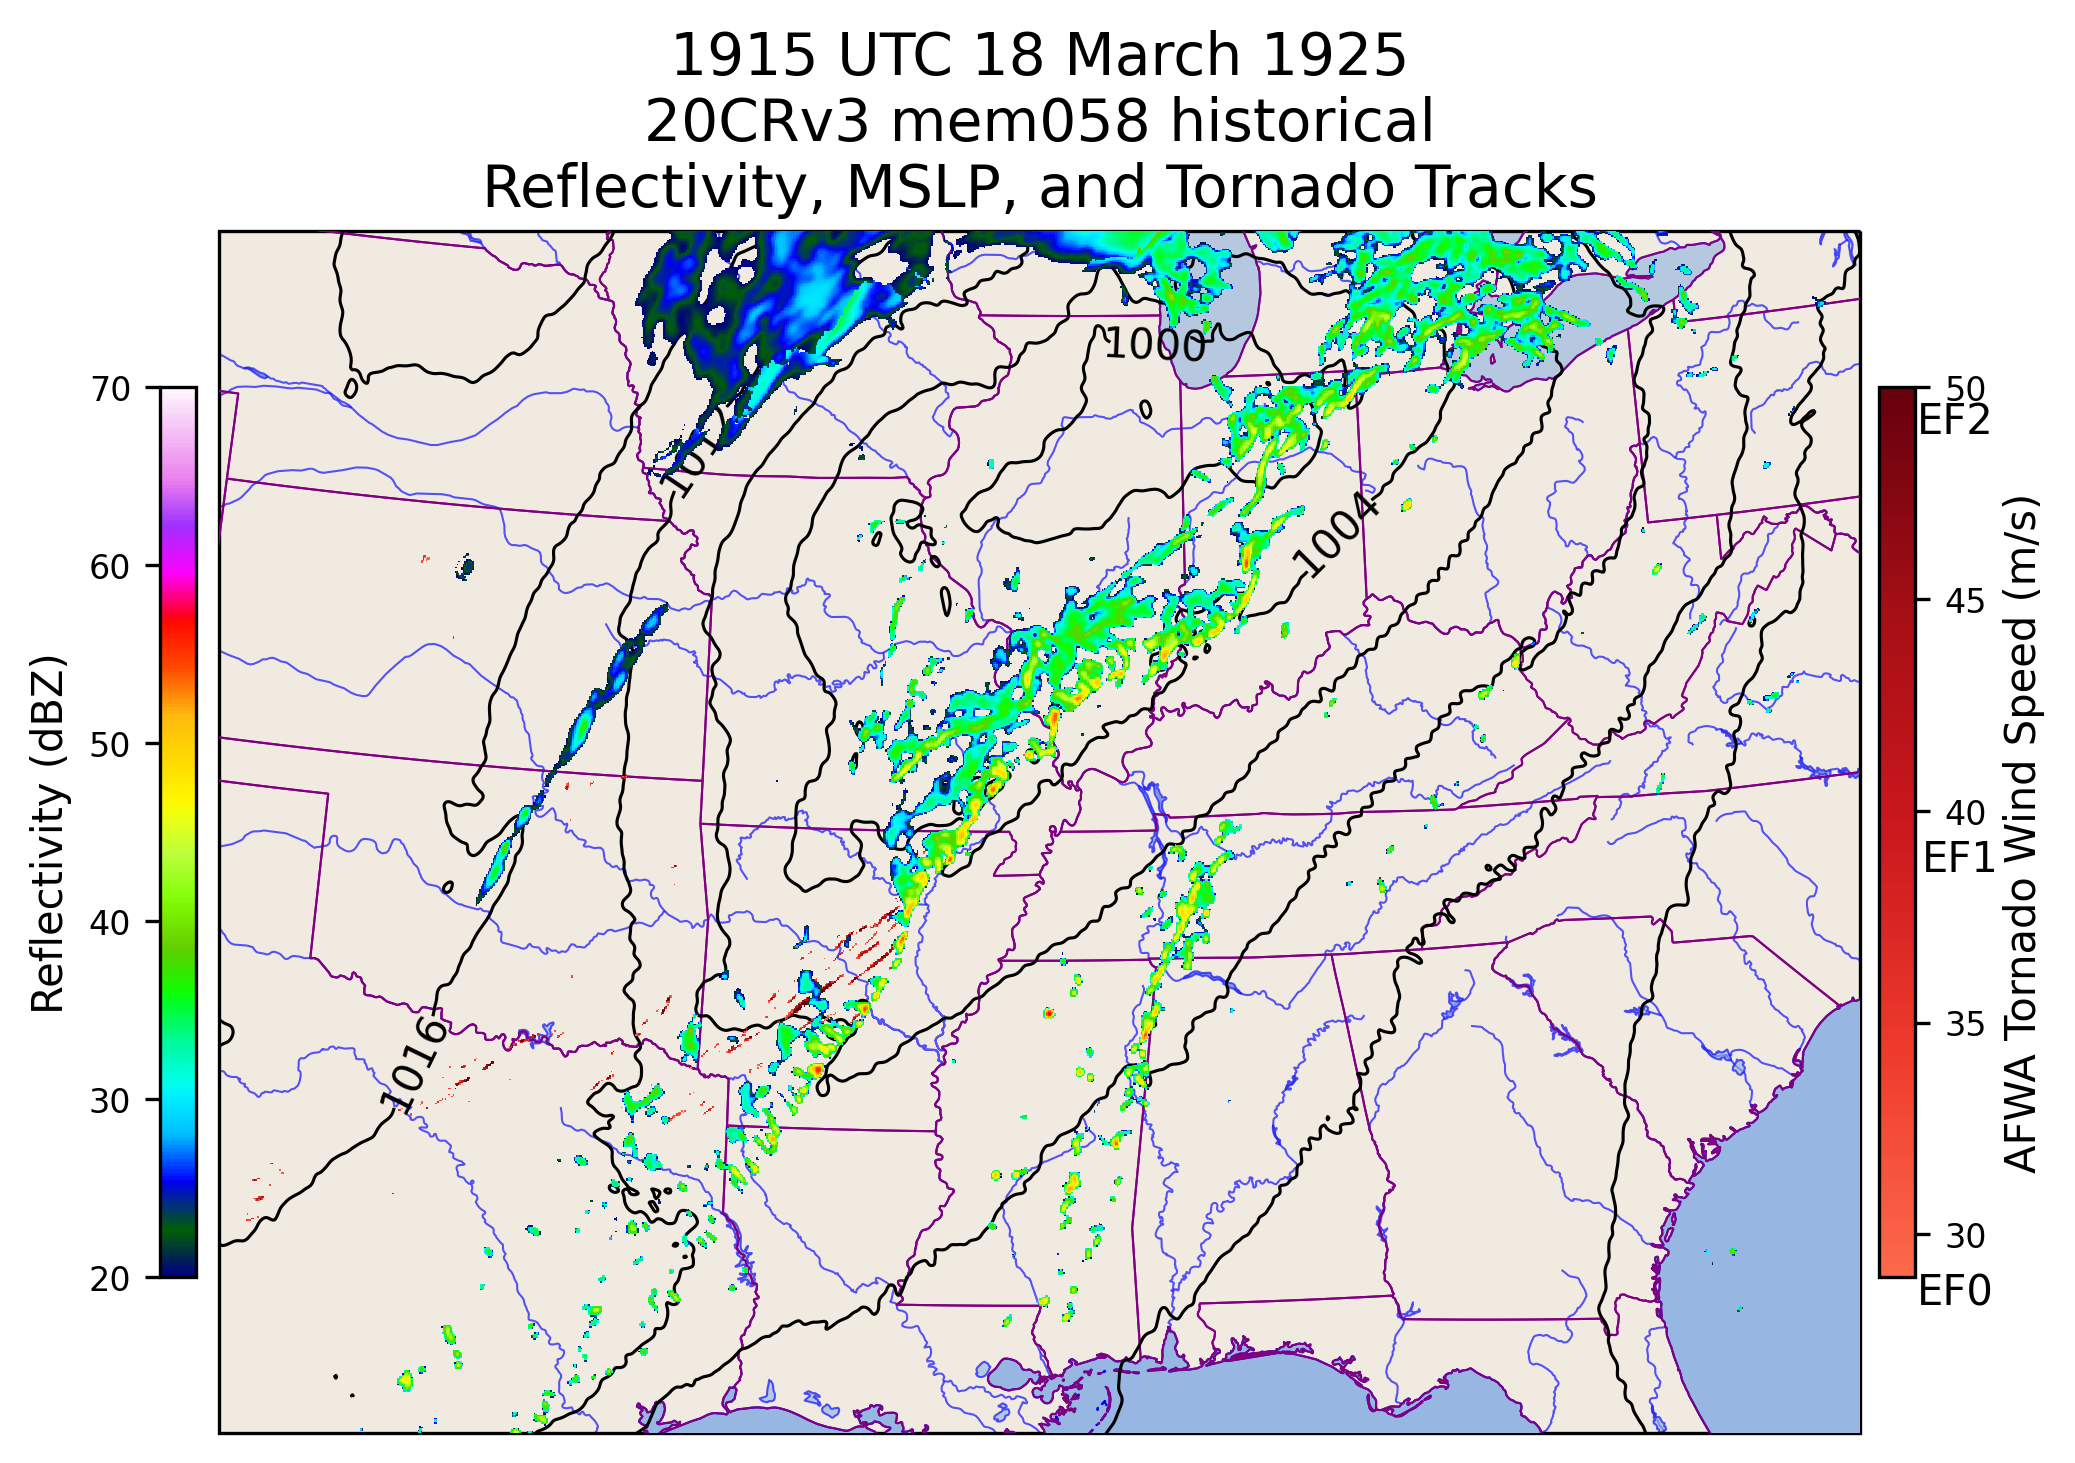 1915 UTC 18 March 1925
20CRv3 mem058 historical
Reflectivity, MSLP, and Tornado Tracks
Reflectivity (dBZ)
70
60
50
40
30
20
1000
1004
1016
50
EF2
45
40
EF1
35
30
EF0
AFWA Tornado Wind Speed (m/s)